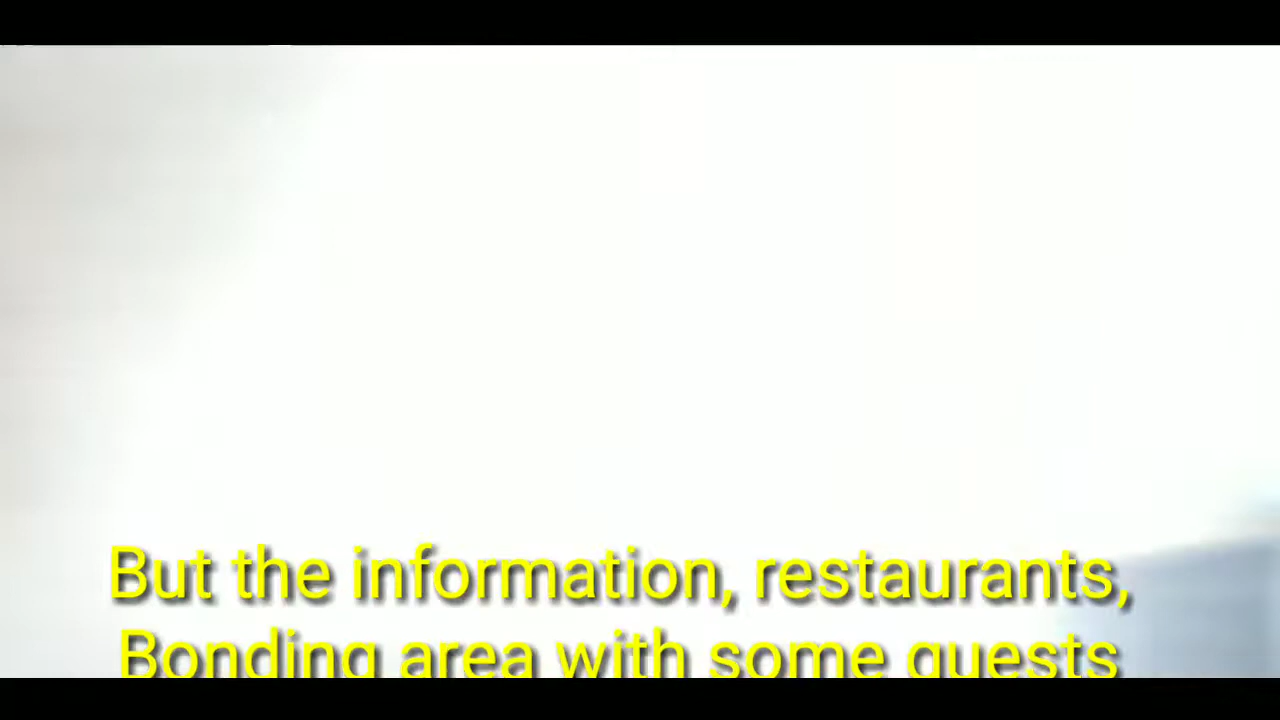 But the information, restaurants,
Bonding area with some guests